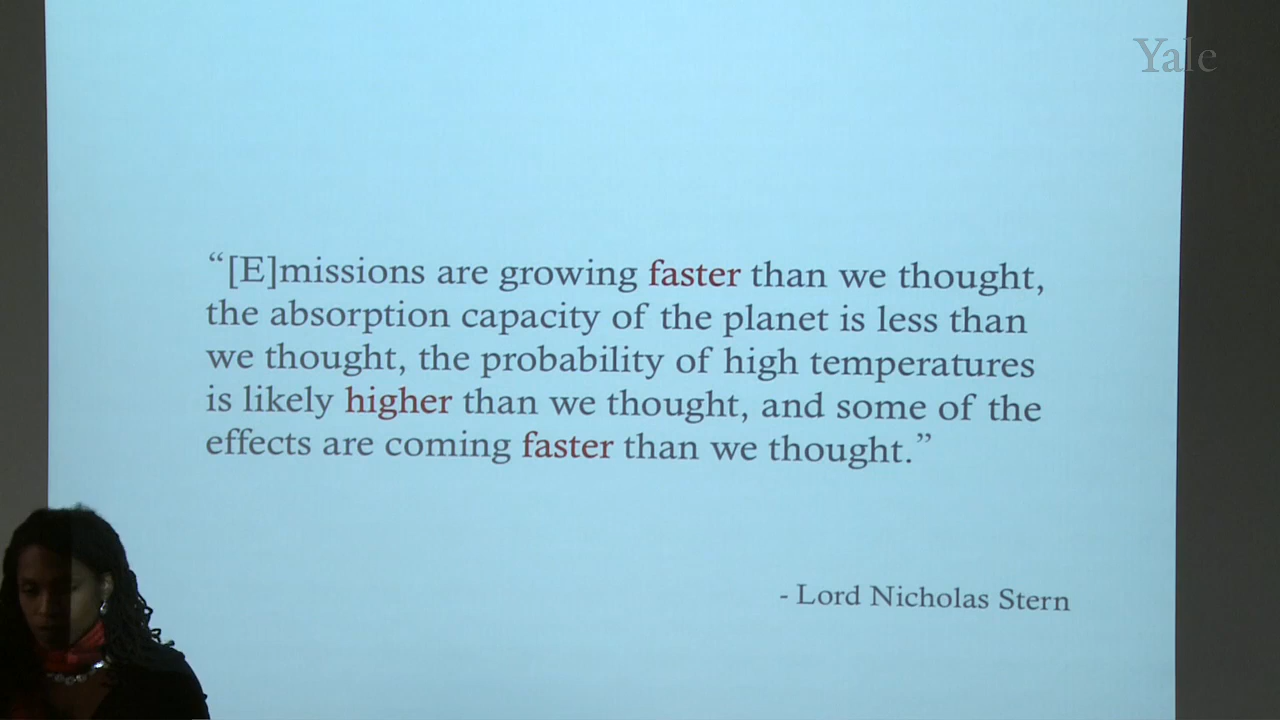 Yale
“[E]missions are growing faster than we thought,
the absorption capacity of the planet is less than
we thought, the probability of high temperatures
is likely higher than we thought, and some of the
effects are coming faster than we thought.”
- Lord Nicholas Stern